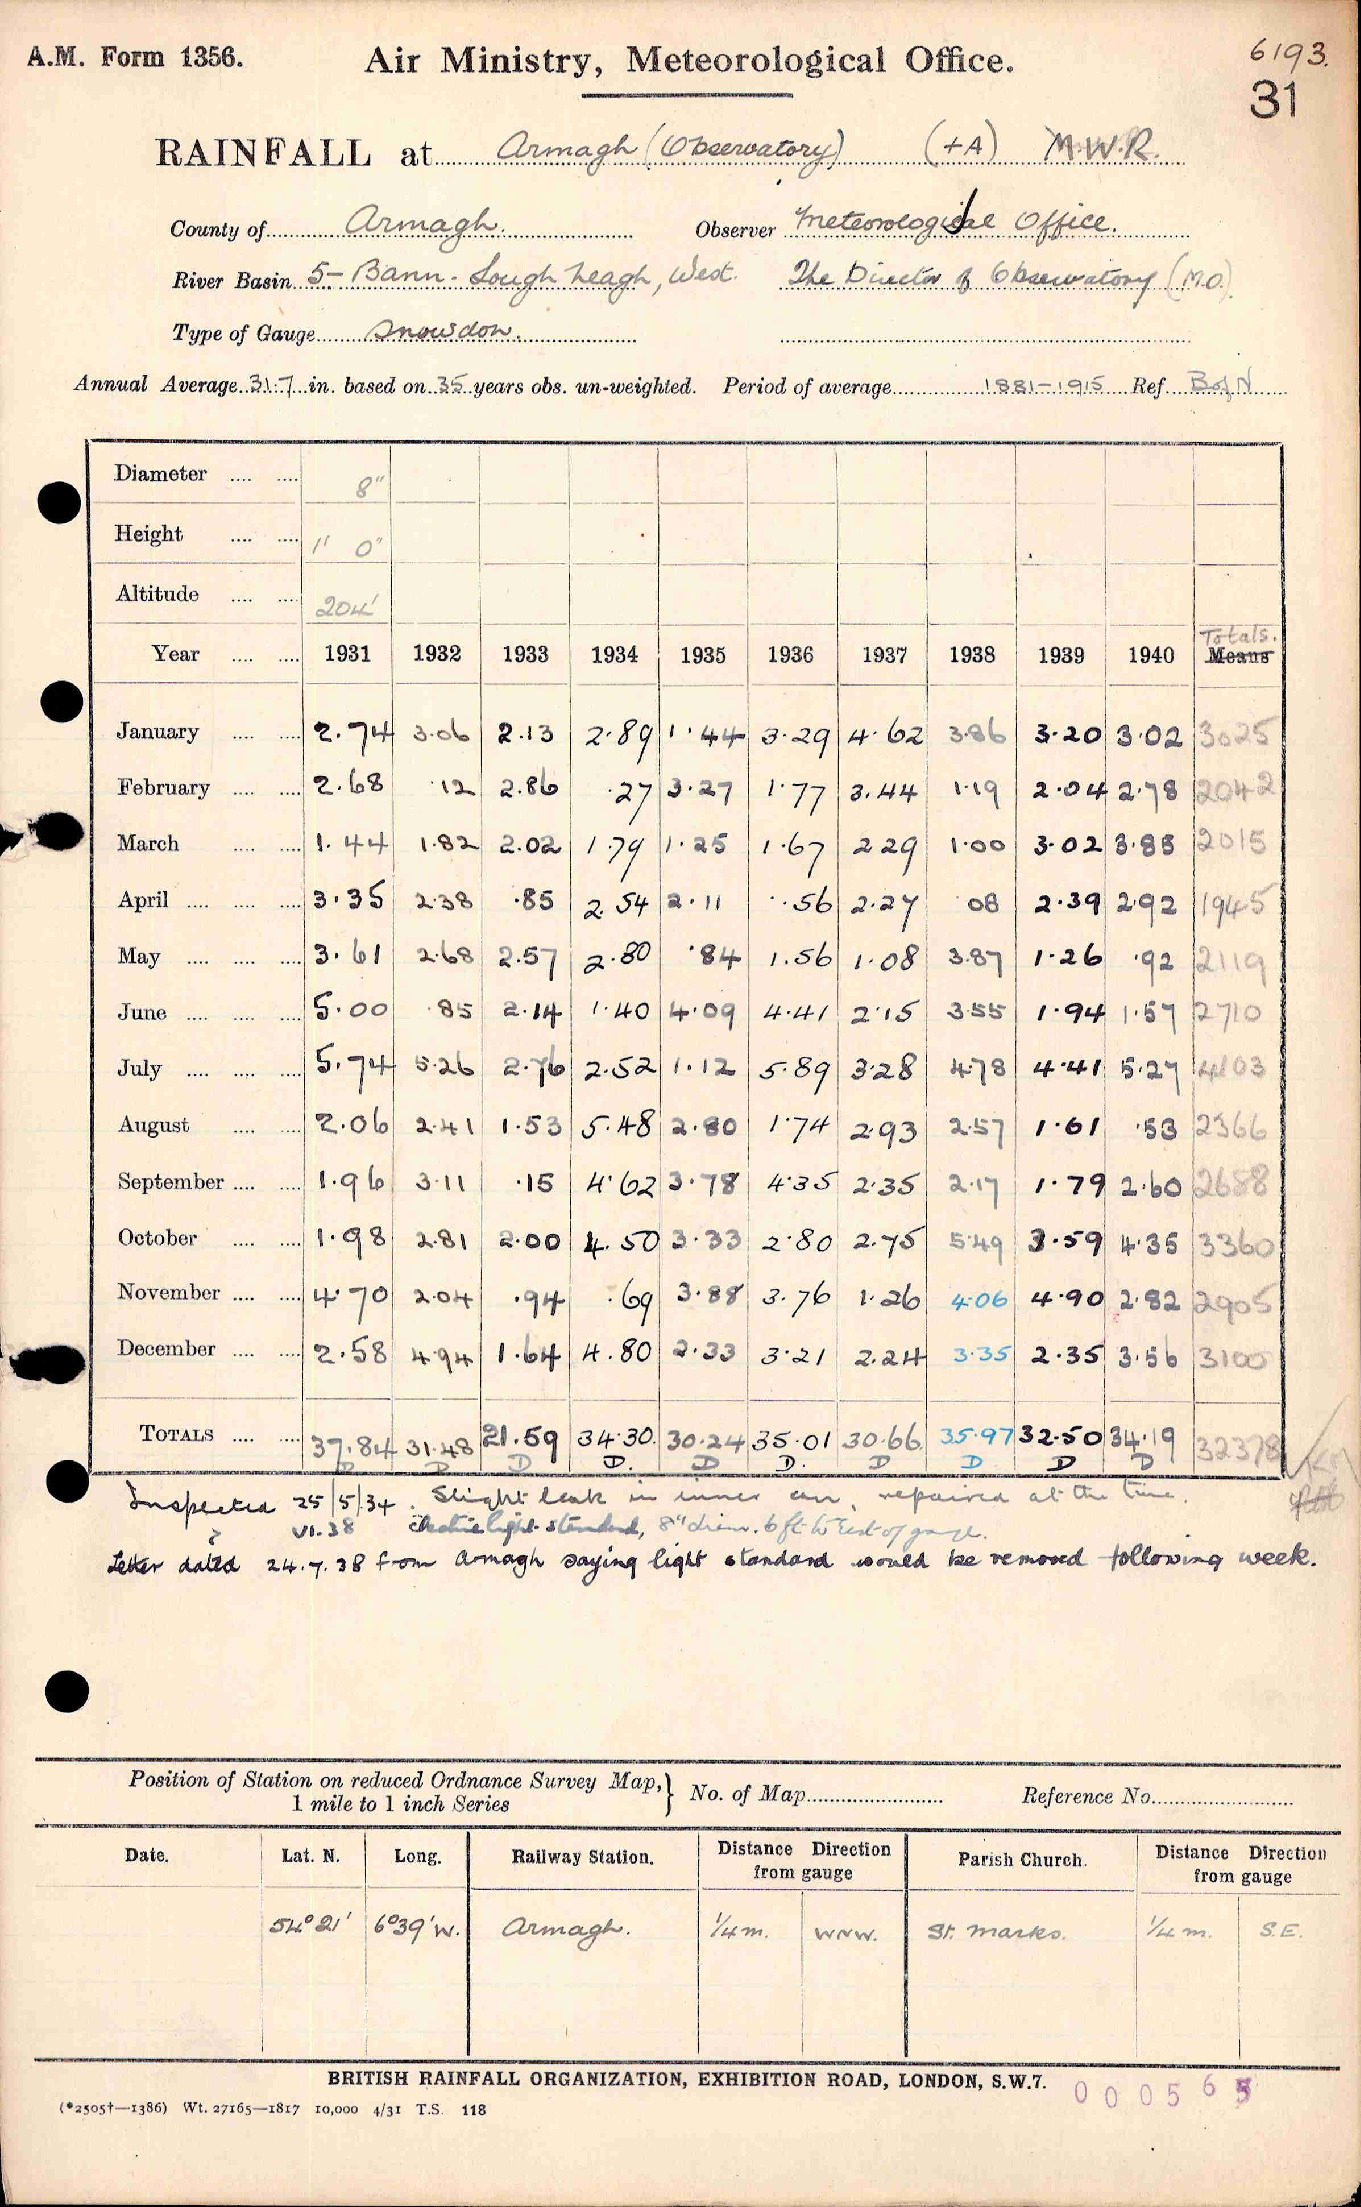 A.M. Form 1356.
Air Ministry, Meteorological Office.
6193.
31
RAINFALL at Armagh (Observatory) (+A) M.W.R.
County of Armagh. Observer Meteorological Office.
River Basin 5- Bann. Lough Neagh, West. The Director of Observatory (M.O.)
Type of Gauge Snowdon.
Annual Average 31.7 in. based on 35 years obs. un-weighted. Period of average 1881-1915 Ref. B of N
Diameter 8"
Height 1' 0"
Altitude 204'
Totals.
Year 1931 1932 1933 1934 1935 1936 1937 1938 1939 1940 Means
January 2.74 3.06 2.13 2.89 1.44 3.29 4.62 3.86 3.20 3.02 3025
February 2.68 .12 2.86 .27 3.27 1.77 3.44 1.19 2.04 2.78 2042
March 1.44 1.82 2.02 1.79 1.25 1.67 2.29 1.00 3.02 3.85 2015
April 3.35 2.38 .85 2.54 2.11 .56 2.27 08 2.39 2.92 1945
May 3.61 2.68 2.57 2.80 .84 1.56 1.08 3.87 1.26 .92 2119
June 5.00 .85 2.14 1.40 4.09 4.41 2.15 3.55 1.94 1.57 2710
July 5.74 5.26 2.76 2.52 1.12 5.89 3.28 4.78 4.41 5.27 4103
August 2.06 2.41 1.53 5.48 2.80 1.74 2.93 2.57 1.61 .53 2366
September 1.96 3.11 .15 4.62 3.78 4.35 2.35 2.17 1.79 2.60 2688
October 1.98 2.81 2.00 4.50 3.33 2.80 2.75 5.49 3.59 4.35 3360
November 4.70 2.04 .94 .69 3.88 3.76 1.26 4.06 4.90 2.82 2905
December 2.58 4.94 1.64 4.80 2.33 3.21 2.24 3.35 2.35 3.56 3100
TOTALS 37.84 31.48 21.59 34.30 30.24 35.01 30.66 35.97 32.50 34.19 32378
D D D D. D D. D D D D
Inspected 25/5/34. Slight leak in inner can, repaired at the time.
? VI.38 Electric light standard, 8" diam. 6 ft to East of gauge.
Letter dated 24.7.38 from Armagh saying light standard would be removed following week.
Position of Station on reduced Ordnance Survey Map, 1 mile to 1 inch Series } No. of Map Reference No.
Date. Lat. N. Long. Railway Station. Distance from gauge Direction Parish Church. Distance from gauge Direction
54° 21' 6°39'W. Armagh. 1/4 m. WNW. St. Marks. 1/4 m. S.E.
BRITISH RAINFALL ORGANIZATION, EXHIBITION ROAD, LONDON, S.W.7.
(*2505†—1386) Wt. 27165—1817 10,000 4/31 T.S. 118